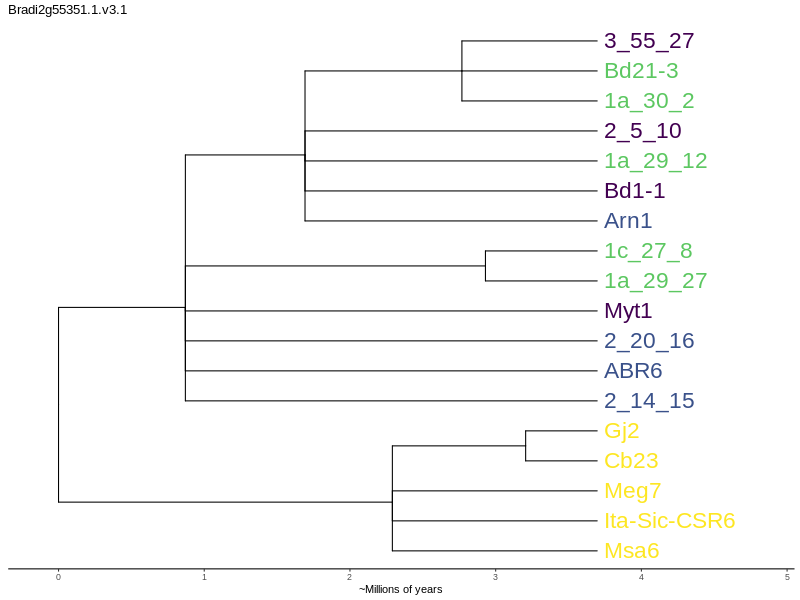 Bradi2g55351.1.v3.1
3_55_27
Bd21-3
1a_30_2
2_5_10
1a_29_12
Bd1-1
Arn1
1c_27_8
1a_29_27
Myt1
2_20_16
ABR6
2_14_15
Gj2
Cb23
Meg7
Ita-Sic-CSR6
Msa6
0 1 2 3 4 5
~Millions of years